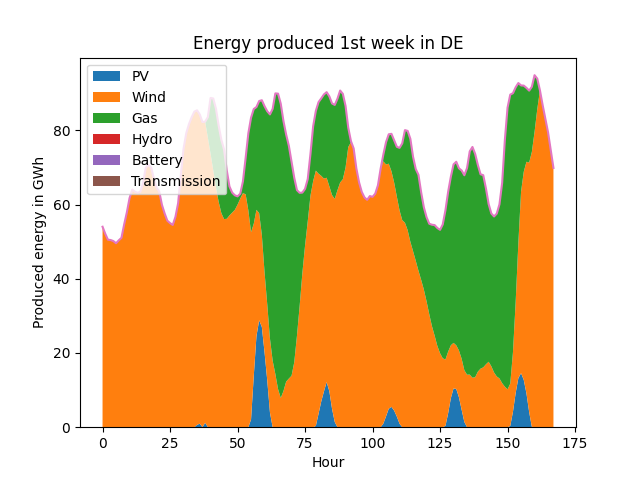 Energy produced 1st week in DE
PV
Wind
Gas
Hydro
Battery
Transmission
Produced energy in GWh
80
60
40
20
0
0 25 50 75 100 125 150 175
Hour